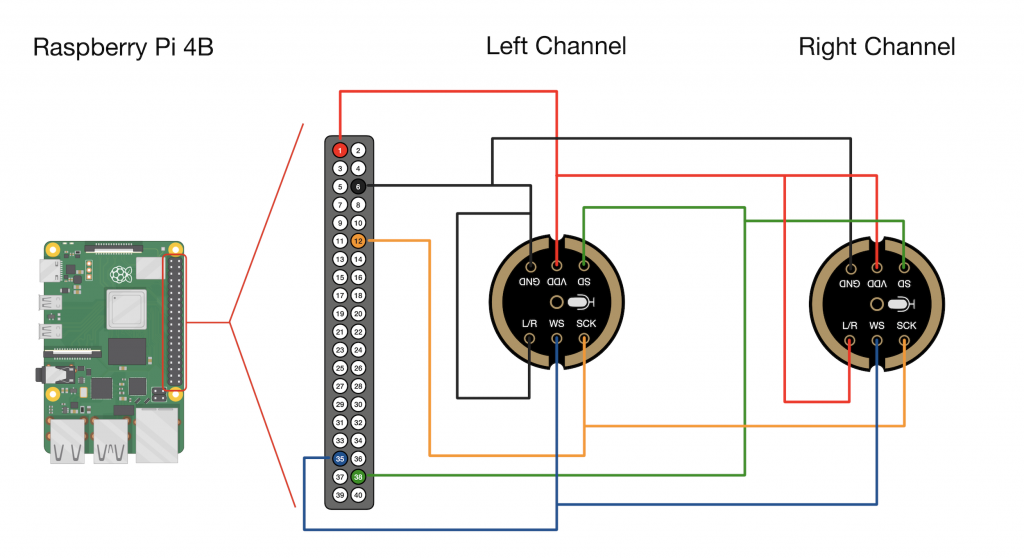 Raspberry Pi 4B
Left Channel
Right Channel
1 2
3 4
5 6
7 8
9 10
11 12
13 14
15 16
17 18
19 20
21 22
23 24
25 26
27 28
29 30
31 32
33 34
35 36
37 38
39 40
GND VDD SD
L/R WS SCK
GND VDD SD
L/R WS SCK